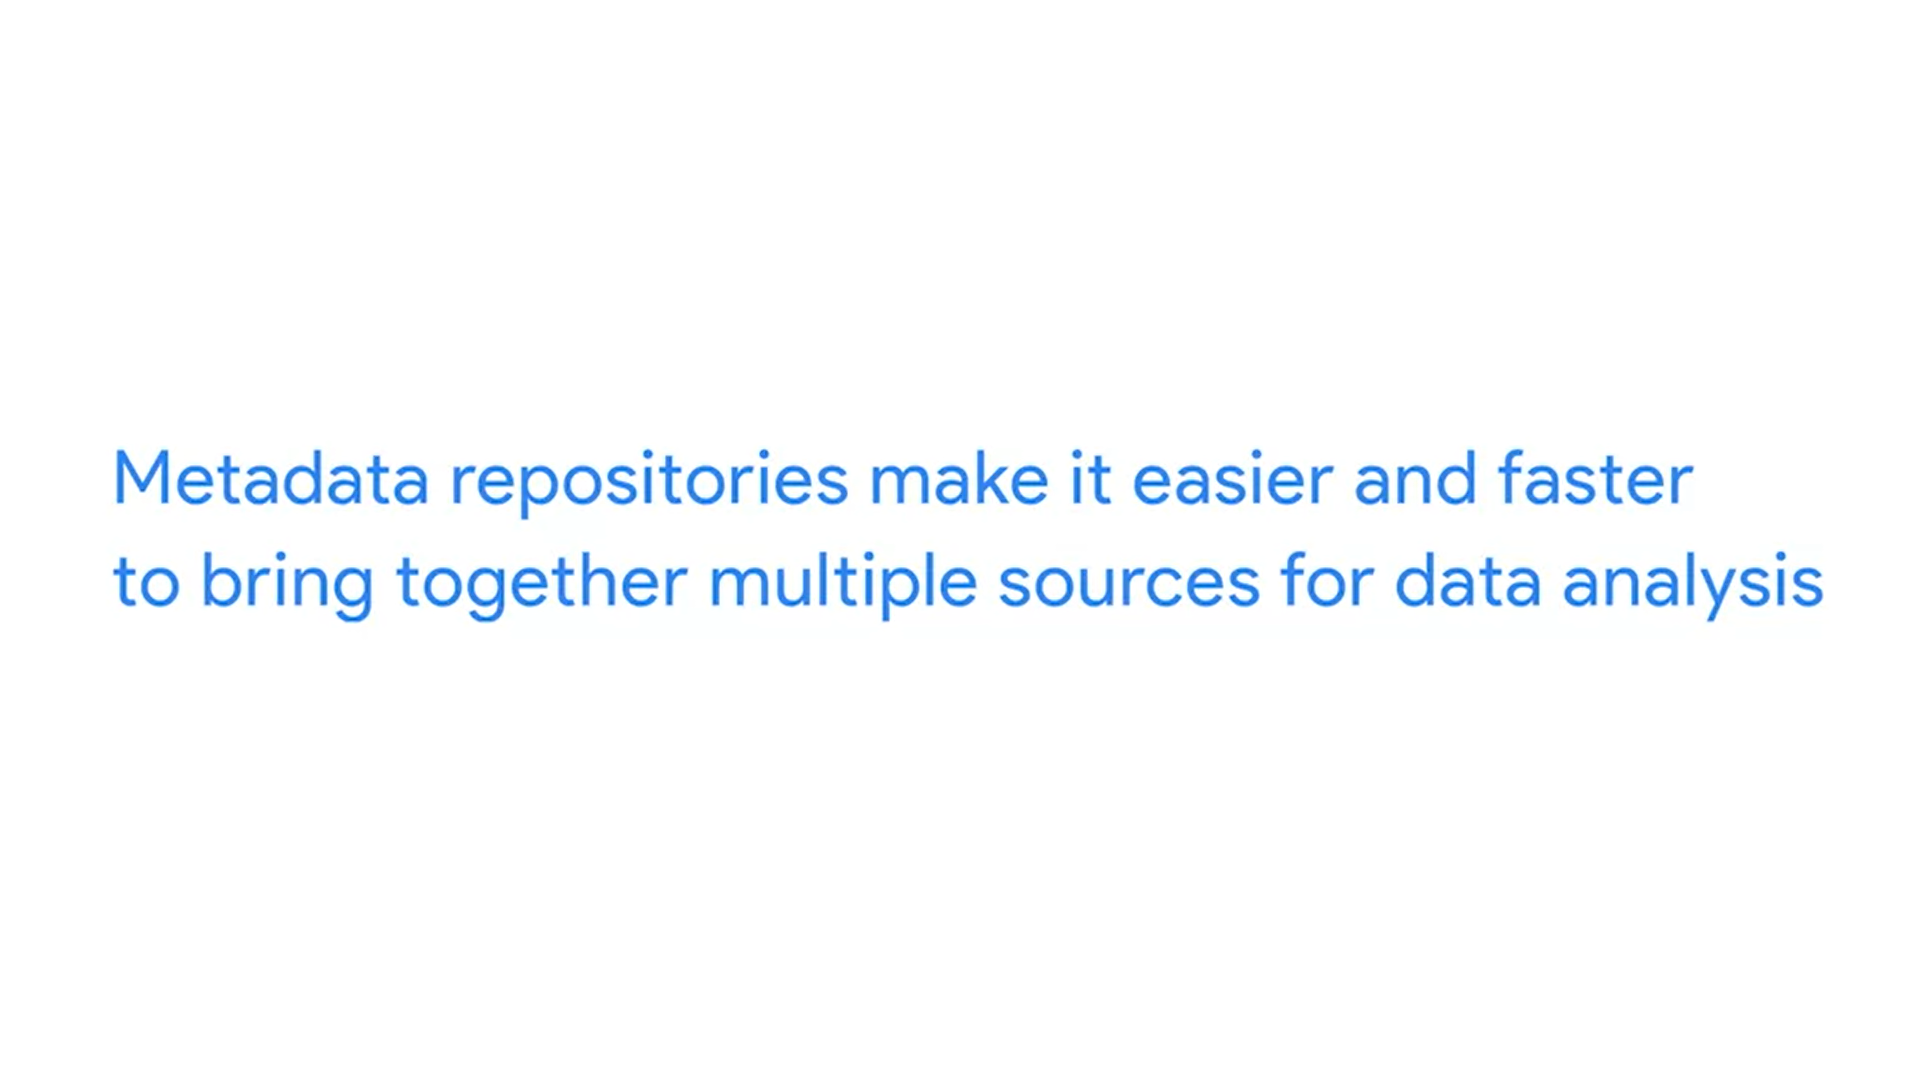 Metadata repositories make it easier and faster
to bring together multiple sources for data analysis